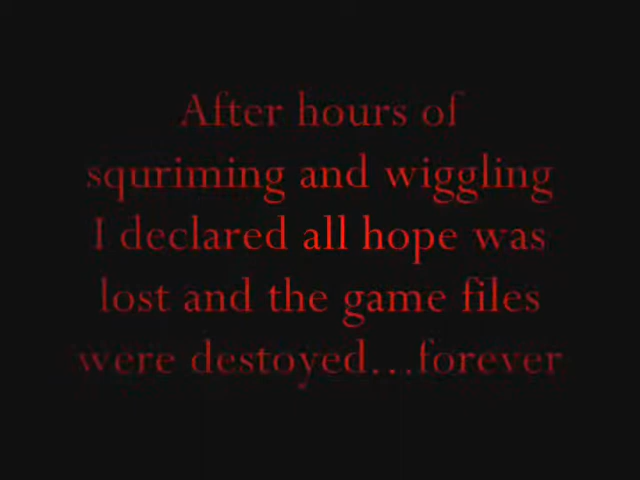 After hours of
squriming and wiggling
I declared all hope was
lost and the game files
were destoyed...forever